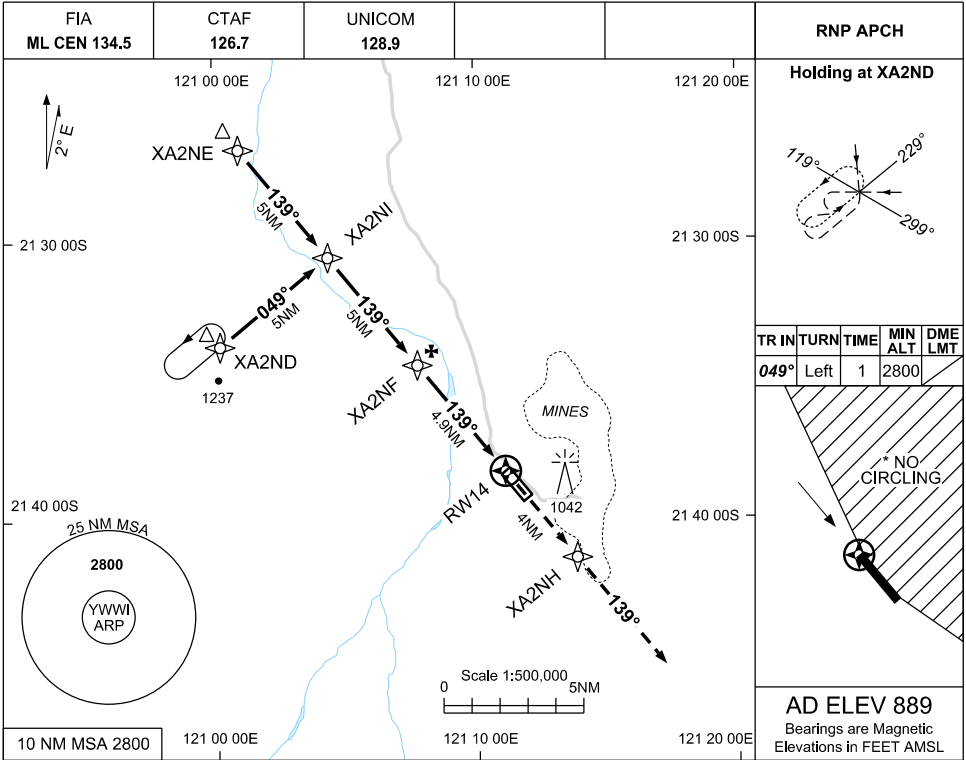 FIA
ML CEN 134.5
CTAF
126.7
UNICOM
128.9
RNP APCH
121 00 00E
121 10 00E
121 20 00E
2° E
XA2NE
139°
5NM
XA2NI
21 30 00S
21 30 00S
049°
5NM
139°
5NM
XA2ND
1237
XA2NF
139°
4.9NM
MINES
RW14
1042
4NM
21 40 00S
21 40 00S
XA2NH
139°
25 NM MSA
2800
YWWI
ARP
Scale 1:500,000
0
5NM
10 NM MSA 2800
121 00 00E
121 10 00E
121 20 00E
Holding at XA2ND
119°
229°
299°
TR IN TURN TIME MIN ALT DME LMT
049° Left 1 2800
* NO
CIRCLING
AD ELEV 889
Bearings are Magnetic
Elevations in FEET AMSL